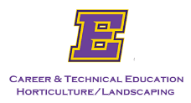 E
CAREER & TECHNICAL EDUCATION
HORTICULTURE/LANDSCAPING